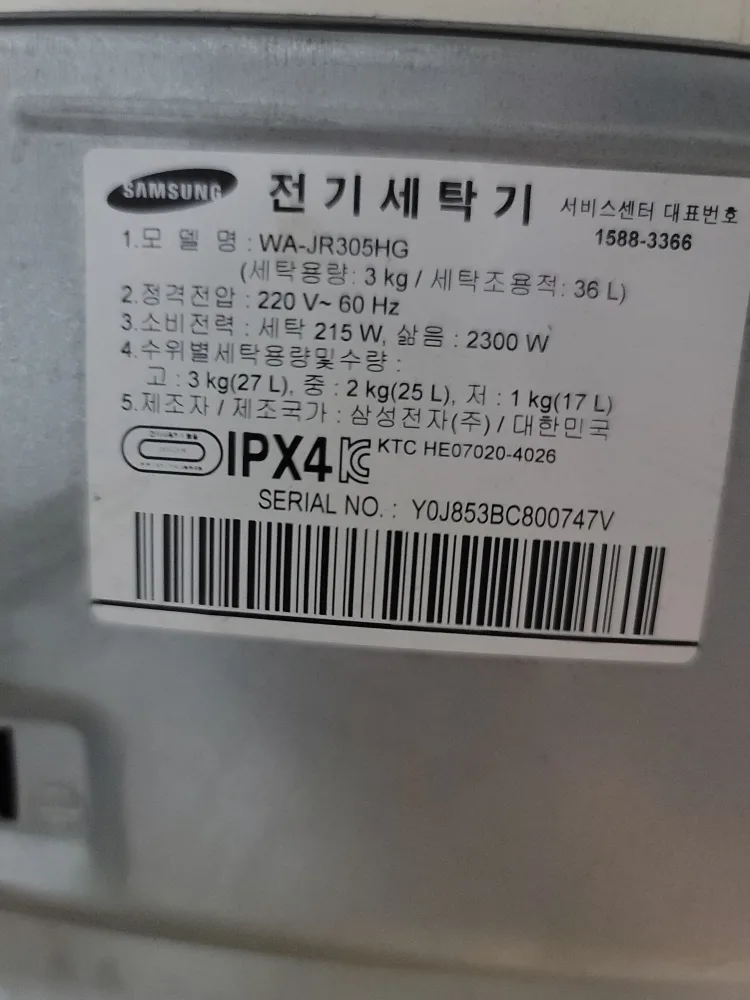 SAMSUNG 전기세탁기 서비스센터 대표번호
1588-3366
1.모 델 명 : WA-JR305HG
(세탁용량: 3 kg / 세탁조용적: 36 L)
2.정격전압 : 220 V~ 60 Hz
3.소비전력 : 세탁 215 W, 삶음 : 2300 W
4.수위별세탁용량및수량 :
고 : 3 kg(27 L), 중 : 2 kg(25 L), 저 : 1 kg(17 L)
5.제조자 / 제조국가 : 삼성전자(주) / 대한민국
IPX4 KC KTC HE07020-4026
SERIAL NO. : Y0J853BC800747V